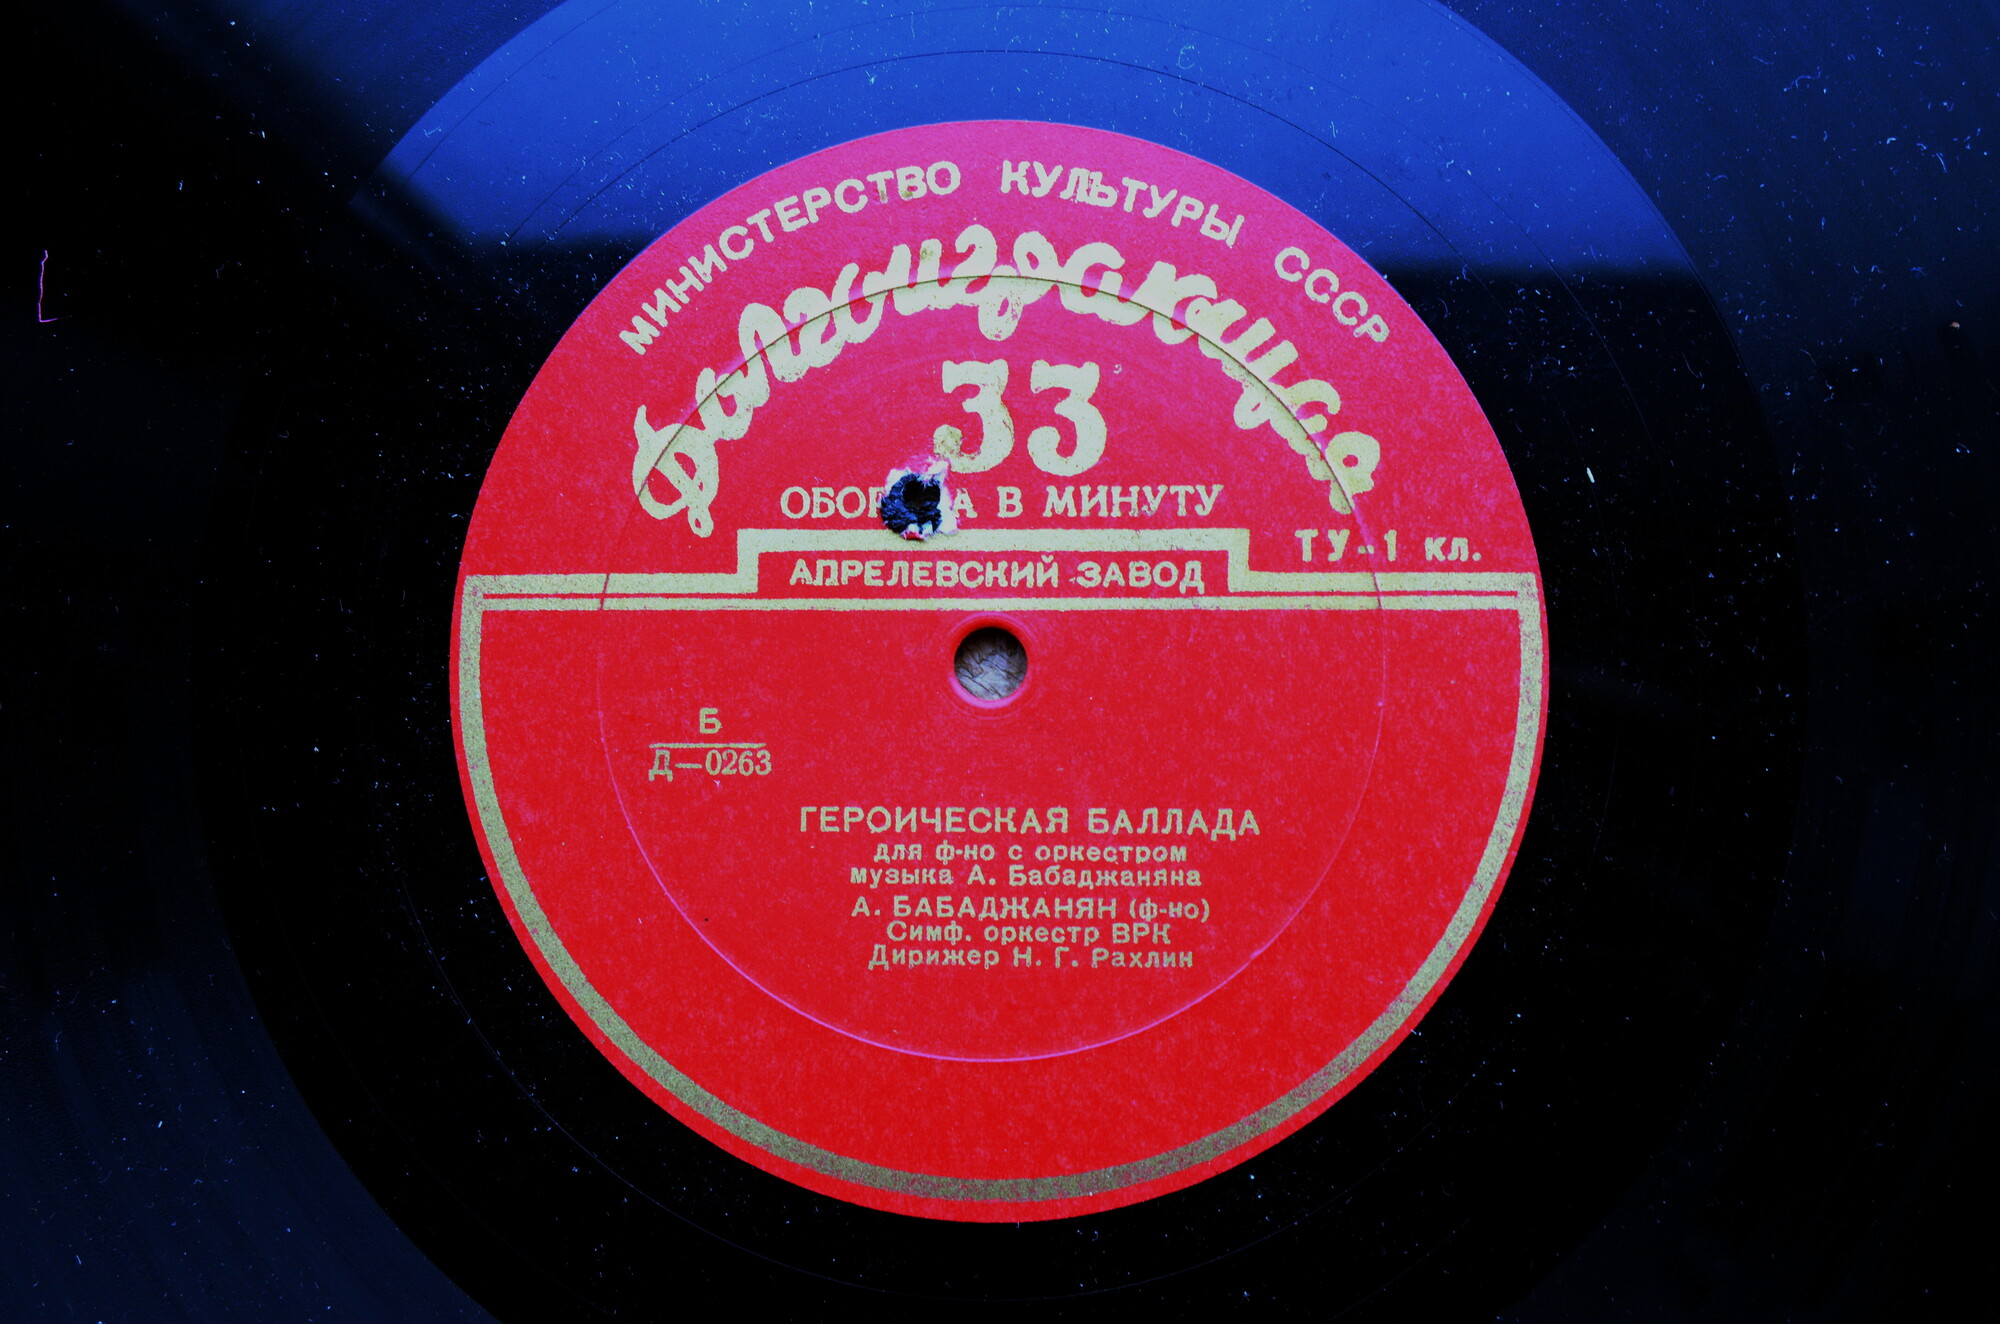 МИНИСТЕРСТВО КУЛЬТУРЫ СССР
Долгоиграющая
33
В МИНУТУ
ТУ-1 кл.
АПРЕЛЕВСКИЙ ЗАВОД
Б
Д—0263
ГЕРОИЧЕСКАЯ БАЛЛАДА
для ф-но с оркестром
музыка А. Бабаджаняна
А. БАБАДЖАНЯН (ф-но)
Симф. оркестр ВРК
Дирижер Н. Г. Рахлин